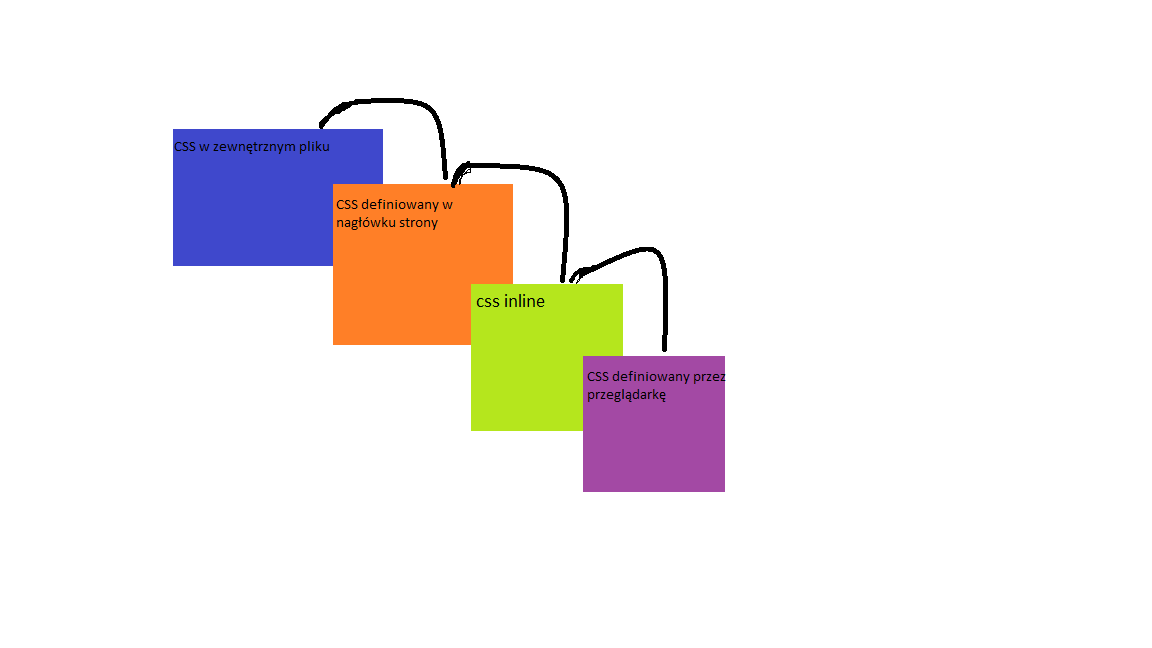 CSS w zewnętrznym pliku
CSS definiowany w
nagłówku strony
css inline
CSS definiowany przez
przeglądarkę